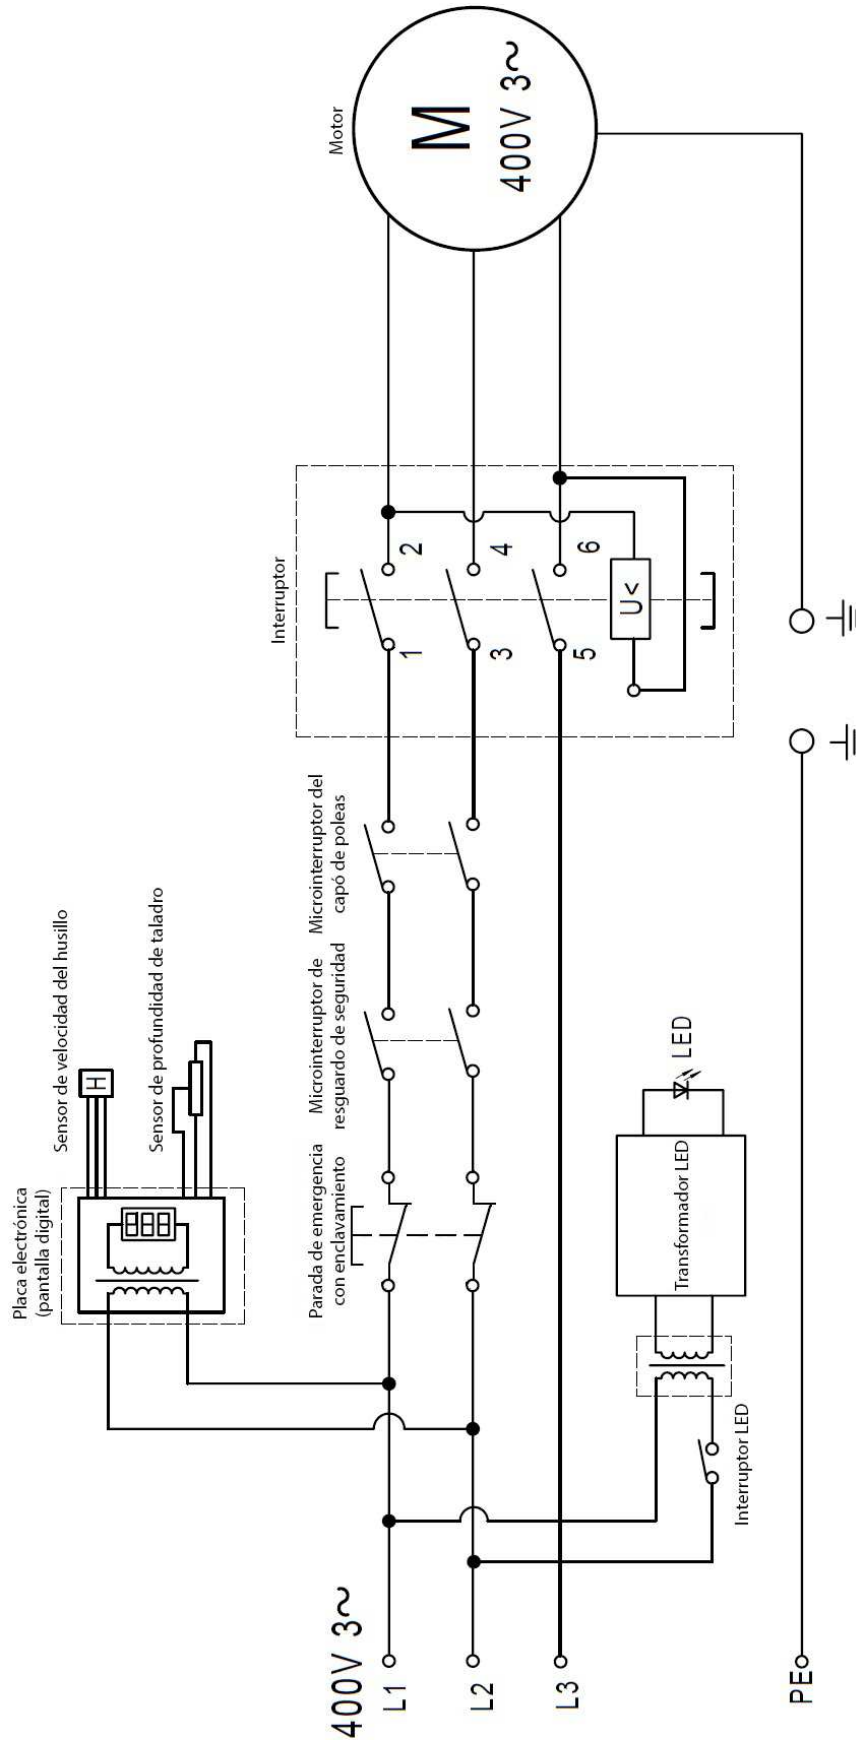 Motor
M
400V 3~
Interruptor
2
4
6
1
3
5
U<
Microinterruptor del
capó de poleas
Microinterruptor de
resguardo de seguridad
Parada de emergencia
con enclavamiento
Sensor de velocidad del husillo
H
Sensor de profundidad de taladro
Placa electrónica
(pantalla digital)
LED
Transformador LED
Interruptor LED
400V 3~
L1
L2
L3
PE